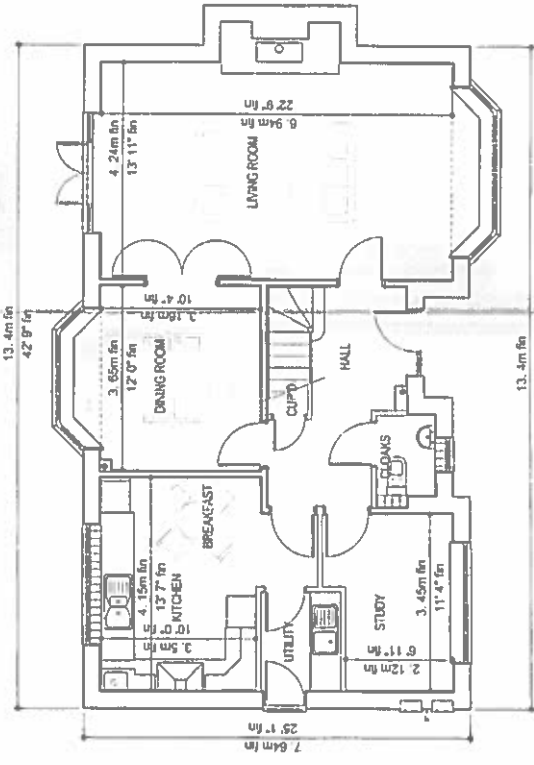 13. 4m fin
42' 9" fin
4. 24m fin
13' 11" fin
22' 9" fin
6. 94m fin
LIVING ROOM
10' 4" fin
3. 16m fin
3. 65m fin
12' 0" fin
DINING ROOM
CUP'D
HALL
CLOAKS
BREAKFAST
4. 15m fin
13' 7" fin
KITCHEN
10' 0" fin
3. 5m fin
UTILITY
STUDY
3. 45m fin
11' 4" fin
6' 11" fin
2. 12m fin
25' 1" fin
7. 64m fin
13. 4m fin